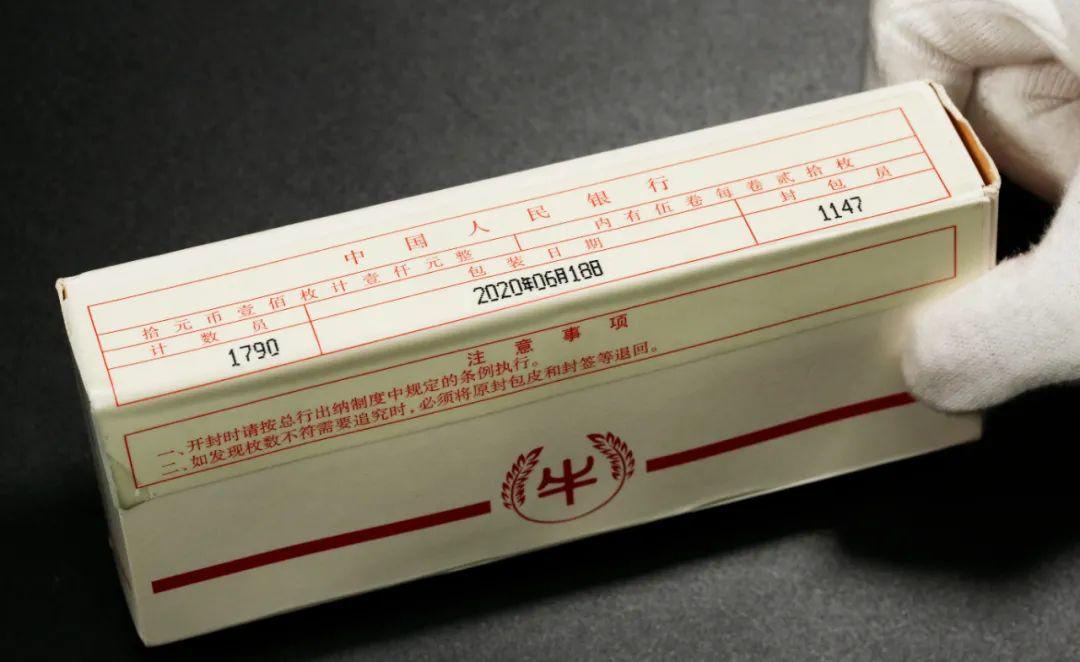 中国人民银行
拾元币壹佰枚计壹仟元整 内有伍卷每卷贰拾枚
计数员 包装日期 封包员
1790 2020年06月18日 1147
注意事项
一、开封时请按总行出纳制度中规定的条例执行。
二、如发现枚数不符需要追究时，必须将原封包皮和封签等退回。
牛